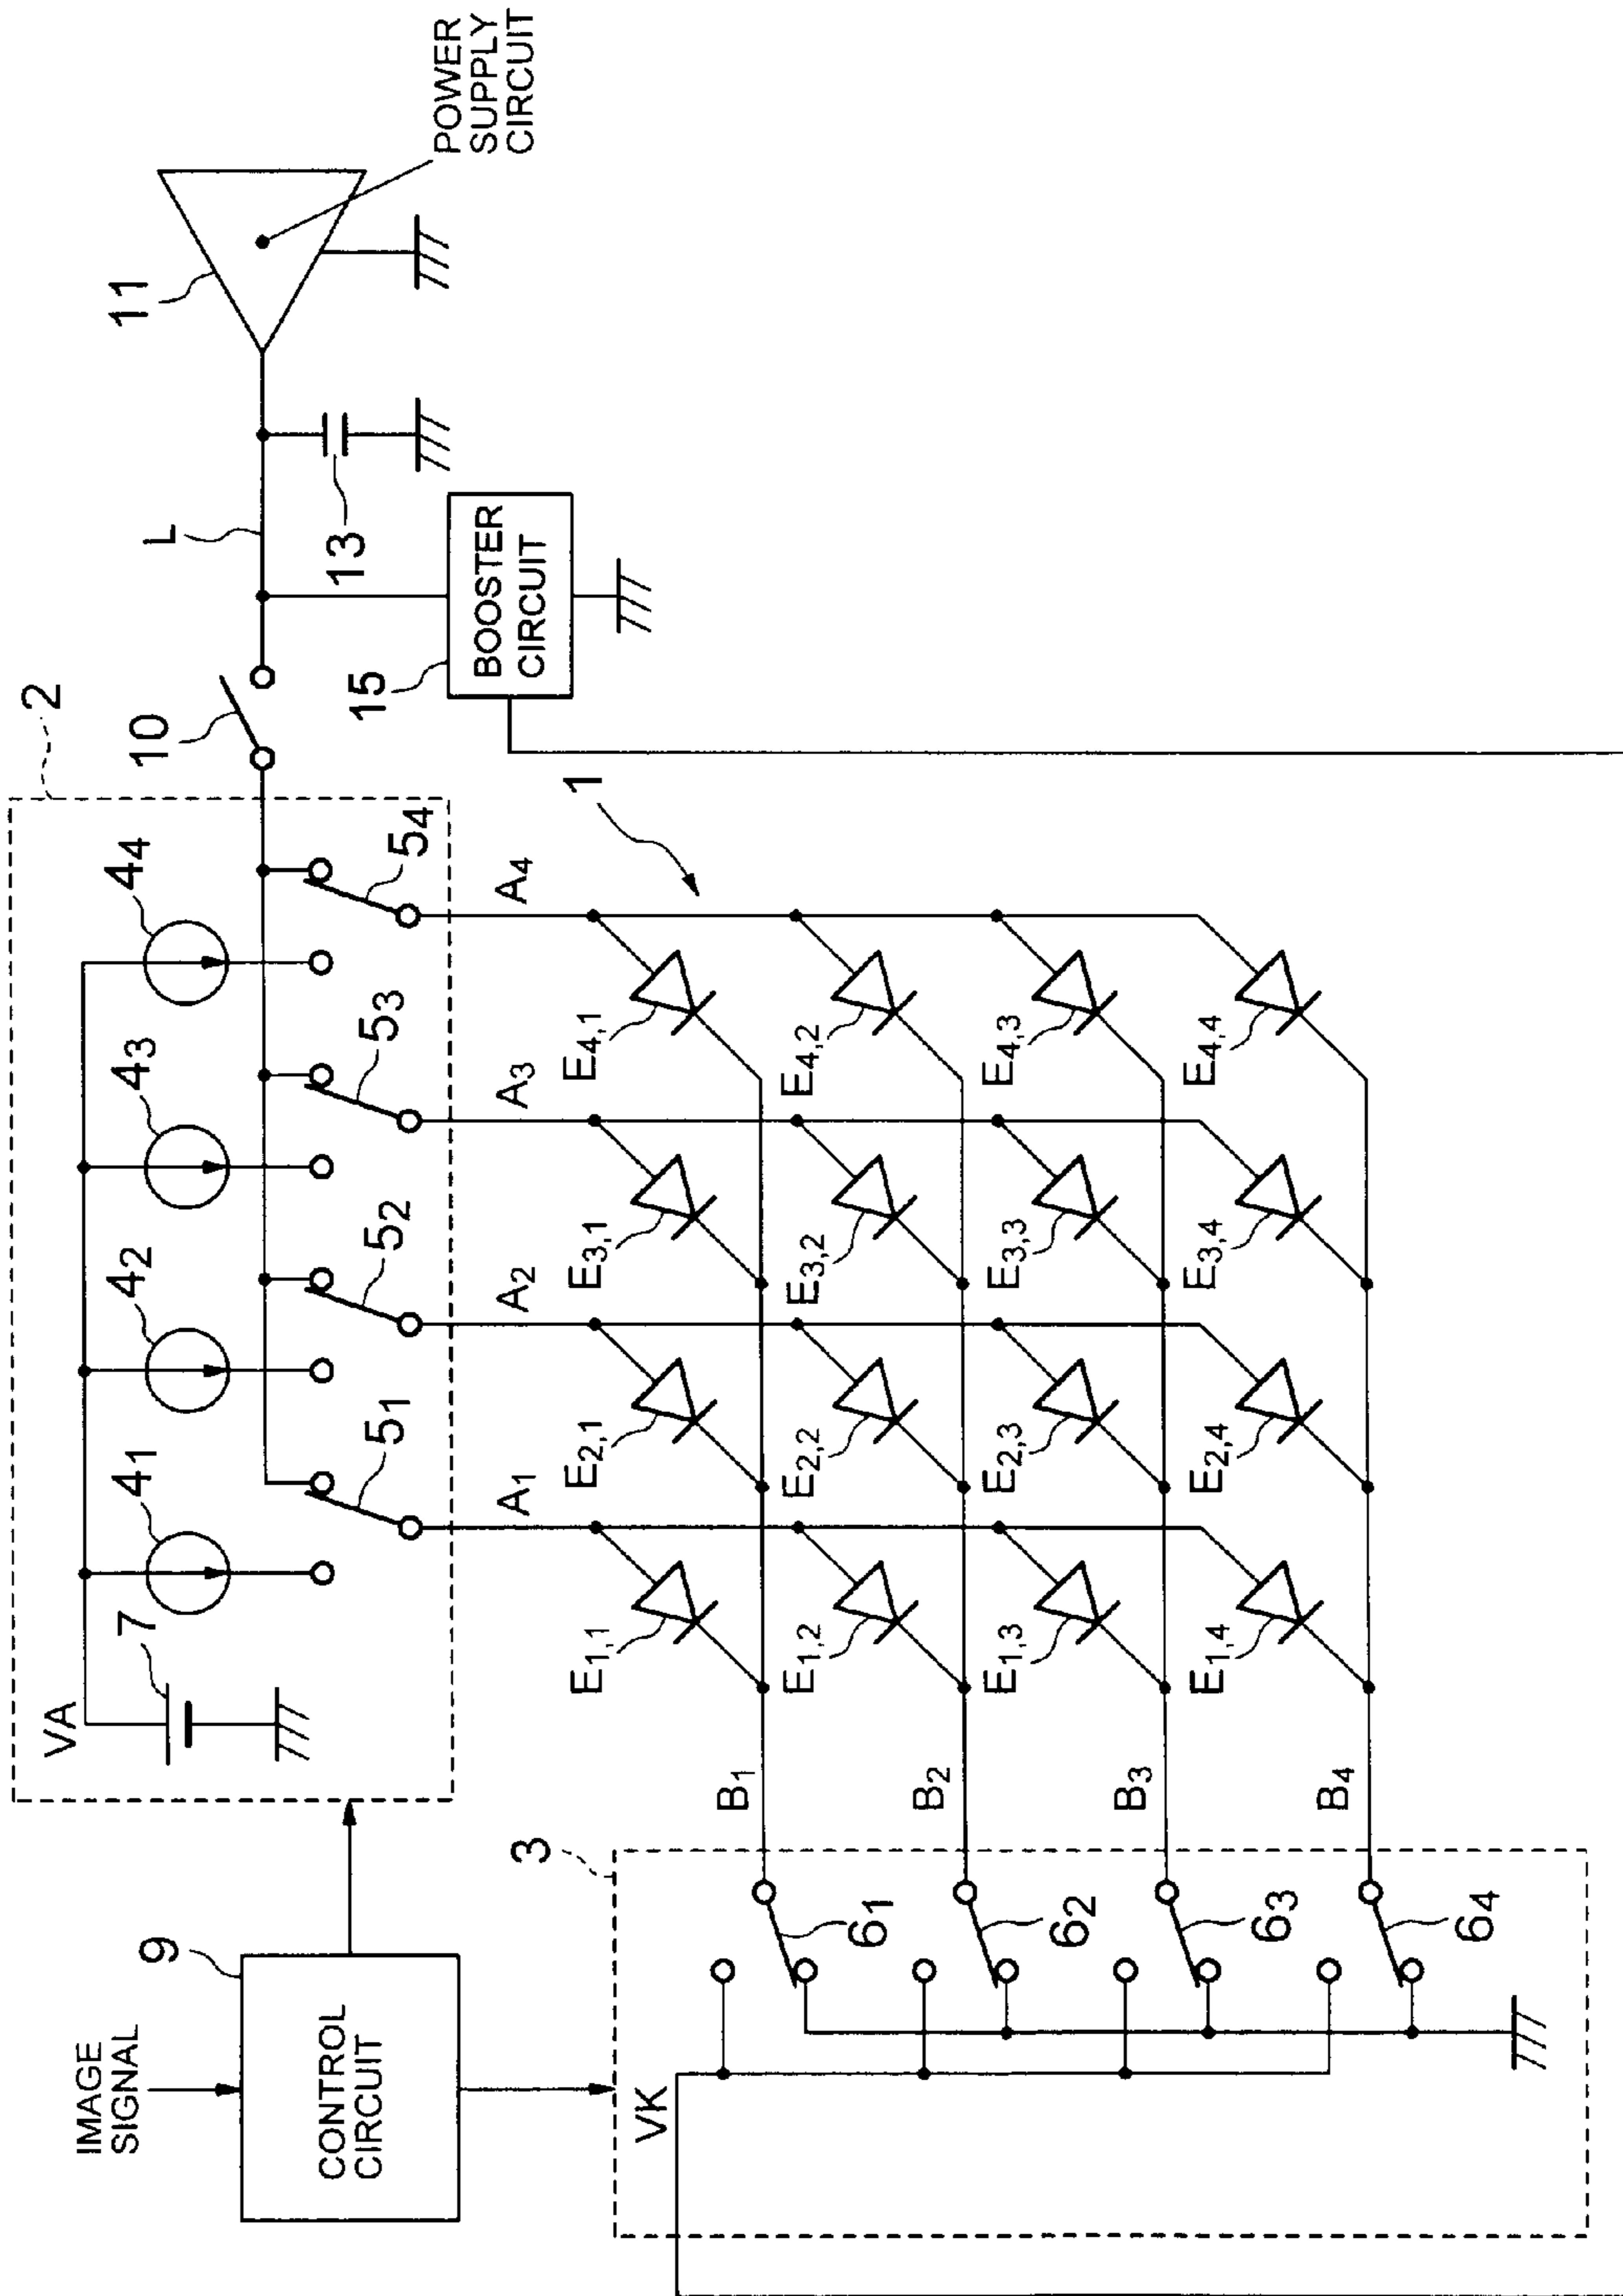 IMAGE
SIGNAL
9
CONTROL
CIRCUIT
2
VA
7
4₁
4₂
4₃
4₄
5₁
5₂
5₃
5₄
10
L
11
POWER
SUPPLY
CIRCUIT
13
15
BOOSTER
CIRCUIT
1
A₁
A₂
A₃
A₄
E₁,₁
E₂,₁
E₃,₁
E₄,₁
E₁,₂
E₂,₂
E₃,₂
E₄,₂
E₁,₃
E₂,₃
E₃,₃
E₄,₃
E₁,₄
E₂,₄
E₃,₄
E₄,₄
B₁
B₂
B₃
B₄
3
VK
6₁
6₂
6₃
6₄